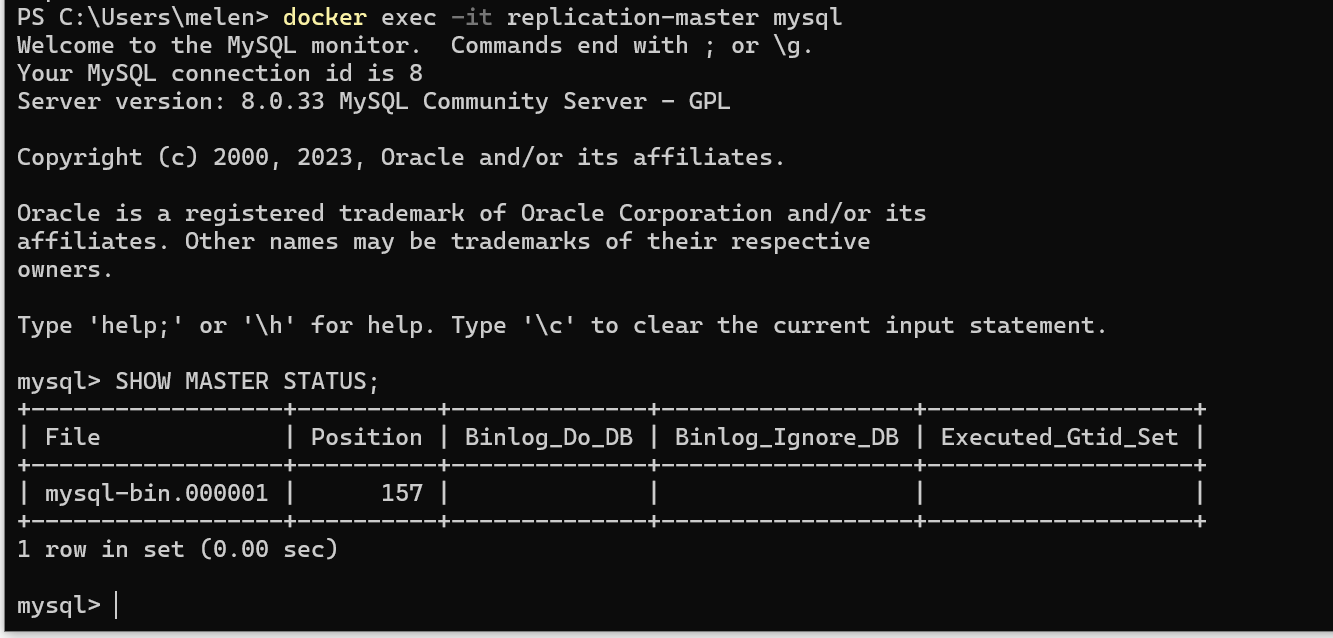 PS C:\Users\melen> docker exec -it replication-master mysql
Welcome to the MySQL monitor.  Commands end with ; or \g.
Your MySQL connection id is 8
Server version: 8.0.33 MySQL Community Server - GPL

Copyright (c) 2000, 2023, Oracle and/or its affiliates.

Oracle is a registered trademark of Oracle Corporation and/or its
affiliates. Other names may be trademarks of their respective
owners.

Type 'help;' or '\h' for help. Type '\c' to clear the current input statement.

mysql> SHOW MASTER STATUS;
+------------------+----------+--------------+------------------+-------------------+
| File             | Position | Binlog_Do_DB | Binlog_Ignore_DB | Executed_Gtid_Set |
+------------------+----------+--------------+------------------+-------------------+
| mysql-bin.000001 |      157 |              |                  |                   |
+------------------+----------+--------------+------------------+-------------------+
1 row in set (0.00 sec)

mysql>